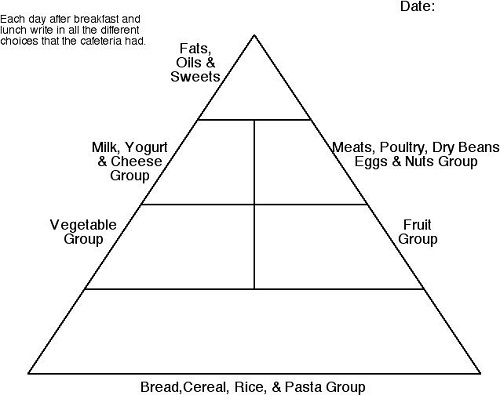 Each day after breakfast and
lunch write in all the different
choices that the cafeteria had.
Date:
Fats,
Oils &
Sweets
Milk, Yogurt
& Cheese
Group
Meats, Poultry, Dry Beans
Eggs & Nuts Group
Vegetable
Group
Fruit
Group
Bread,Cereal, Rice, & Pasta Group